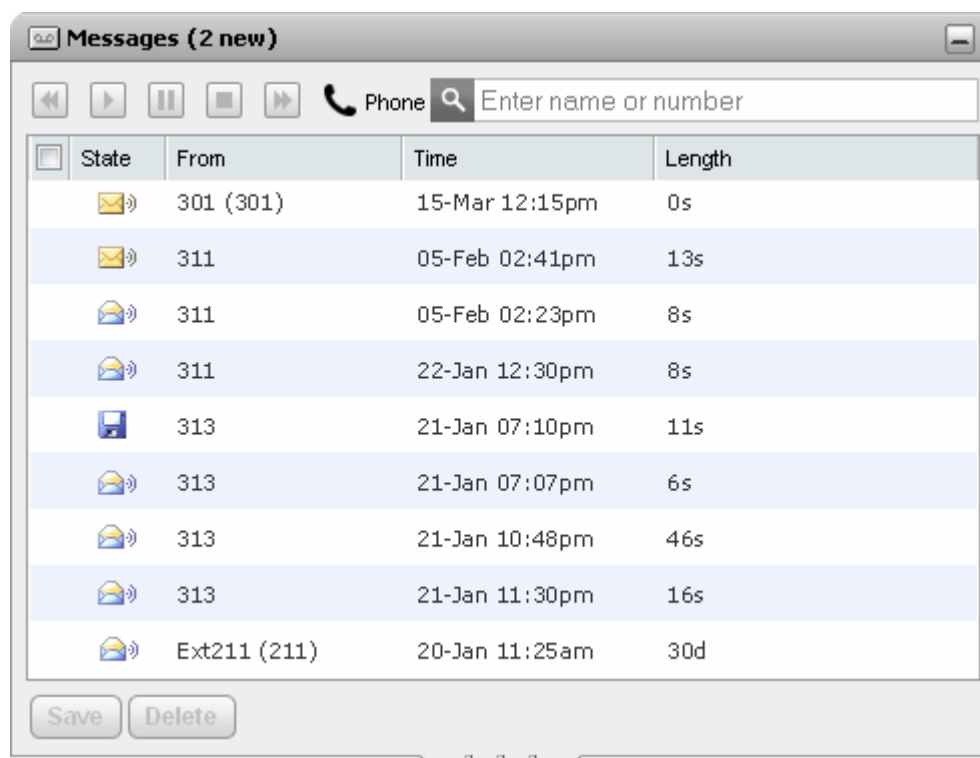 Messages (2 new)
Phone Enter name or number
State From Time Length
301 (301) 15-Mar 12:15pm 0s
311 05-Feb 02:41pm 13s
311 05-Feb 02:23pm 8s
311 22-Jan 12:30pm 8s
313 21-Jan 07:10pm 11s
313 21-Jan 07:07pm 6s
313 21-Jan 10:48pm 46s
313 21-Jan 11:30pm 16s
Ext211 (211) 20-Jan 11:25am 30d
Save Delete